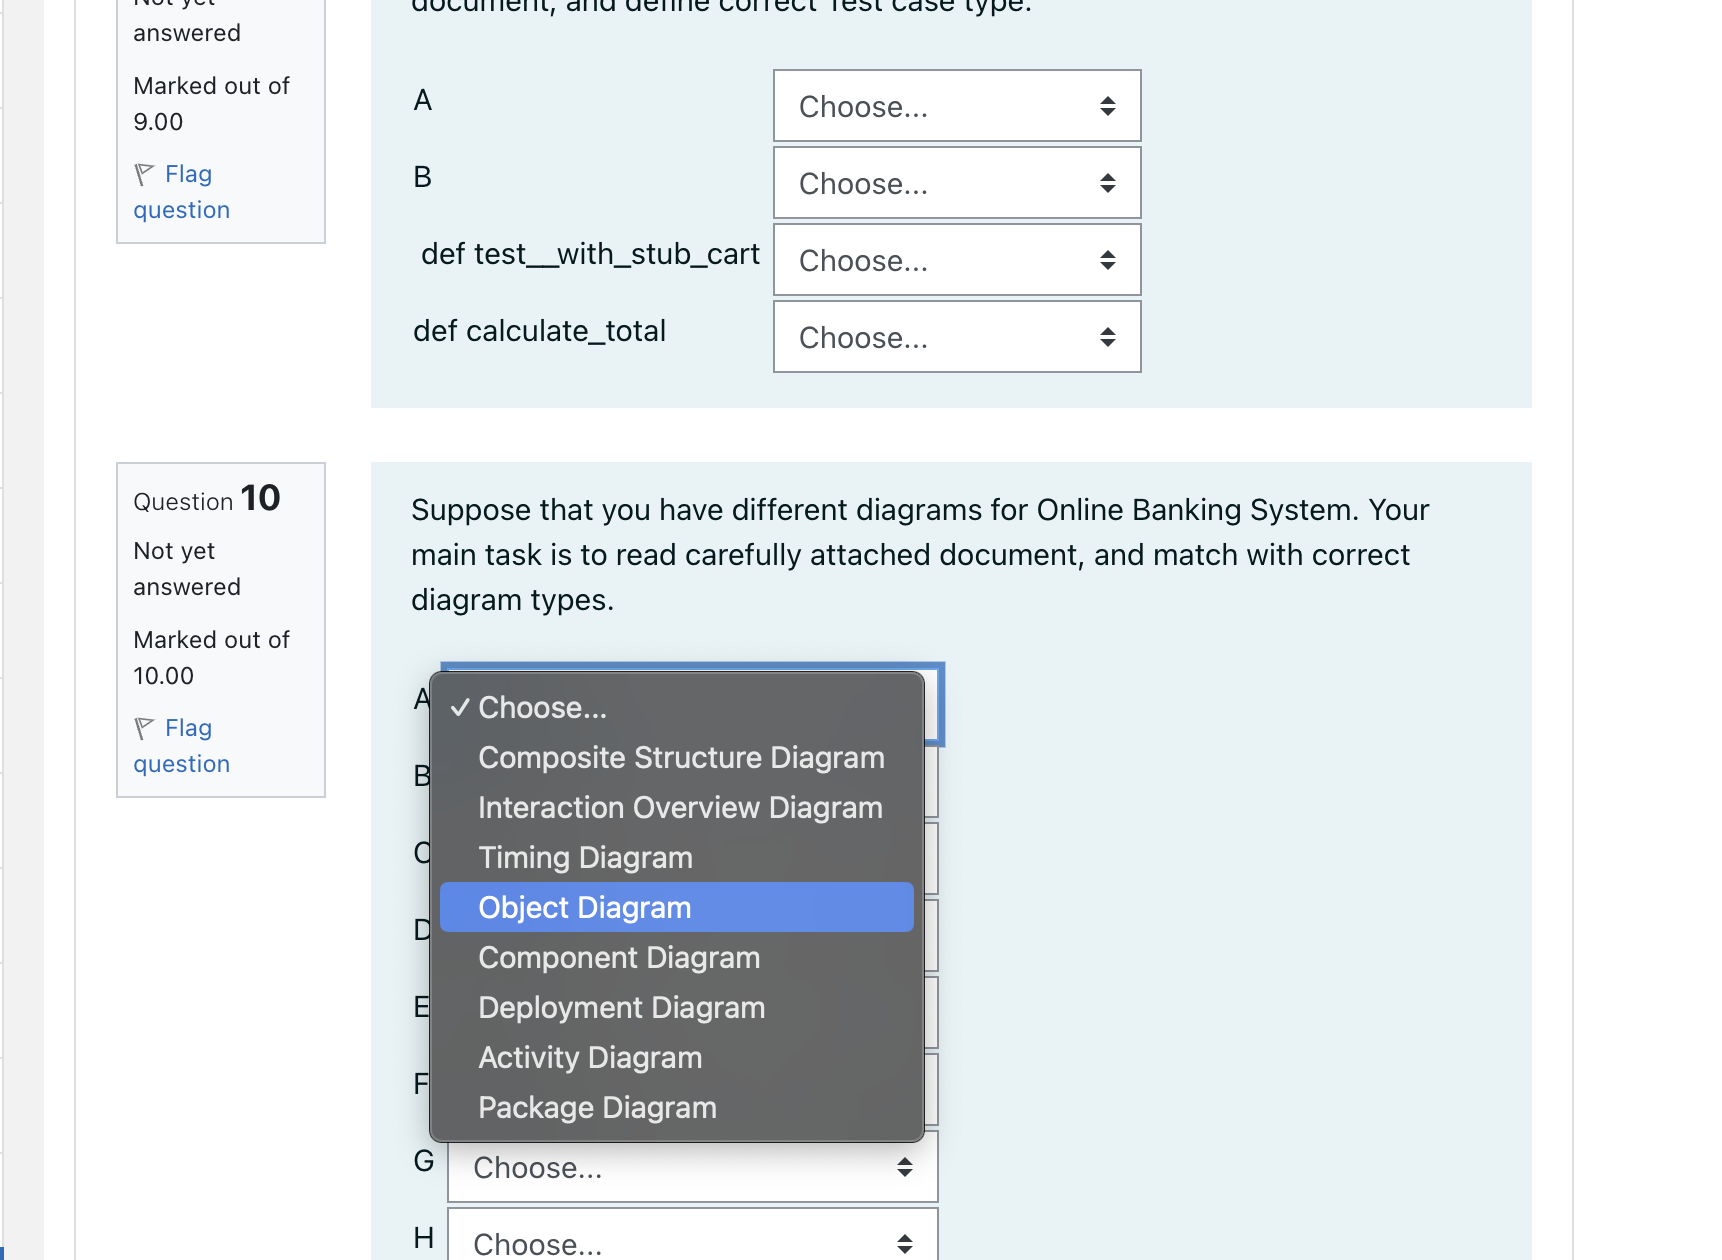 Not yet
answered
Marked out of
9.00
Flag
question
document, and define correct Test case type.
A
Choose...
B
Choose...
def test__with_stub_cart
Choose...
def calculate_total
Choose...
Question 10
Not yet
answered
Marked out of
10.00
Flag
question
Suppose that you have different diagrams for Online Banking System. Your
main task is to read carefully attached document, and match with correct
diagram types.
A
✓ Choose...
Composite Structure Diagram
B
Interaction Overview Diagram
C
Timing Diagram
Object Diagram
D
Component Diagram
E
Deployment Diagram
Activity Diagram
F
Package Diagram
G
Choose...
H
Choose...